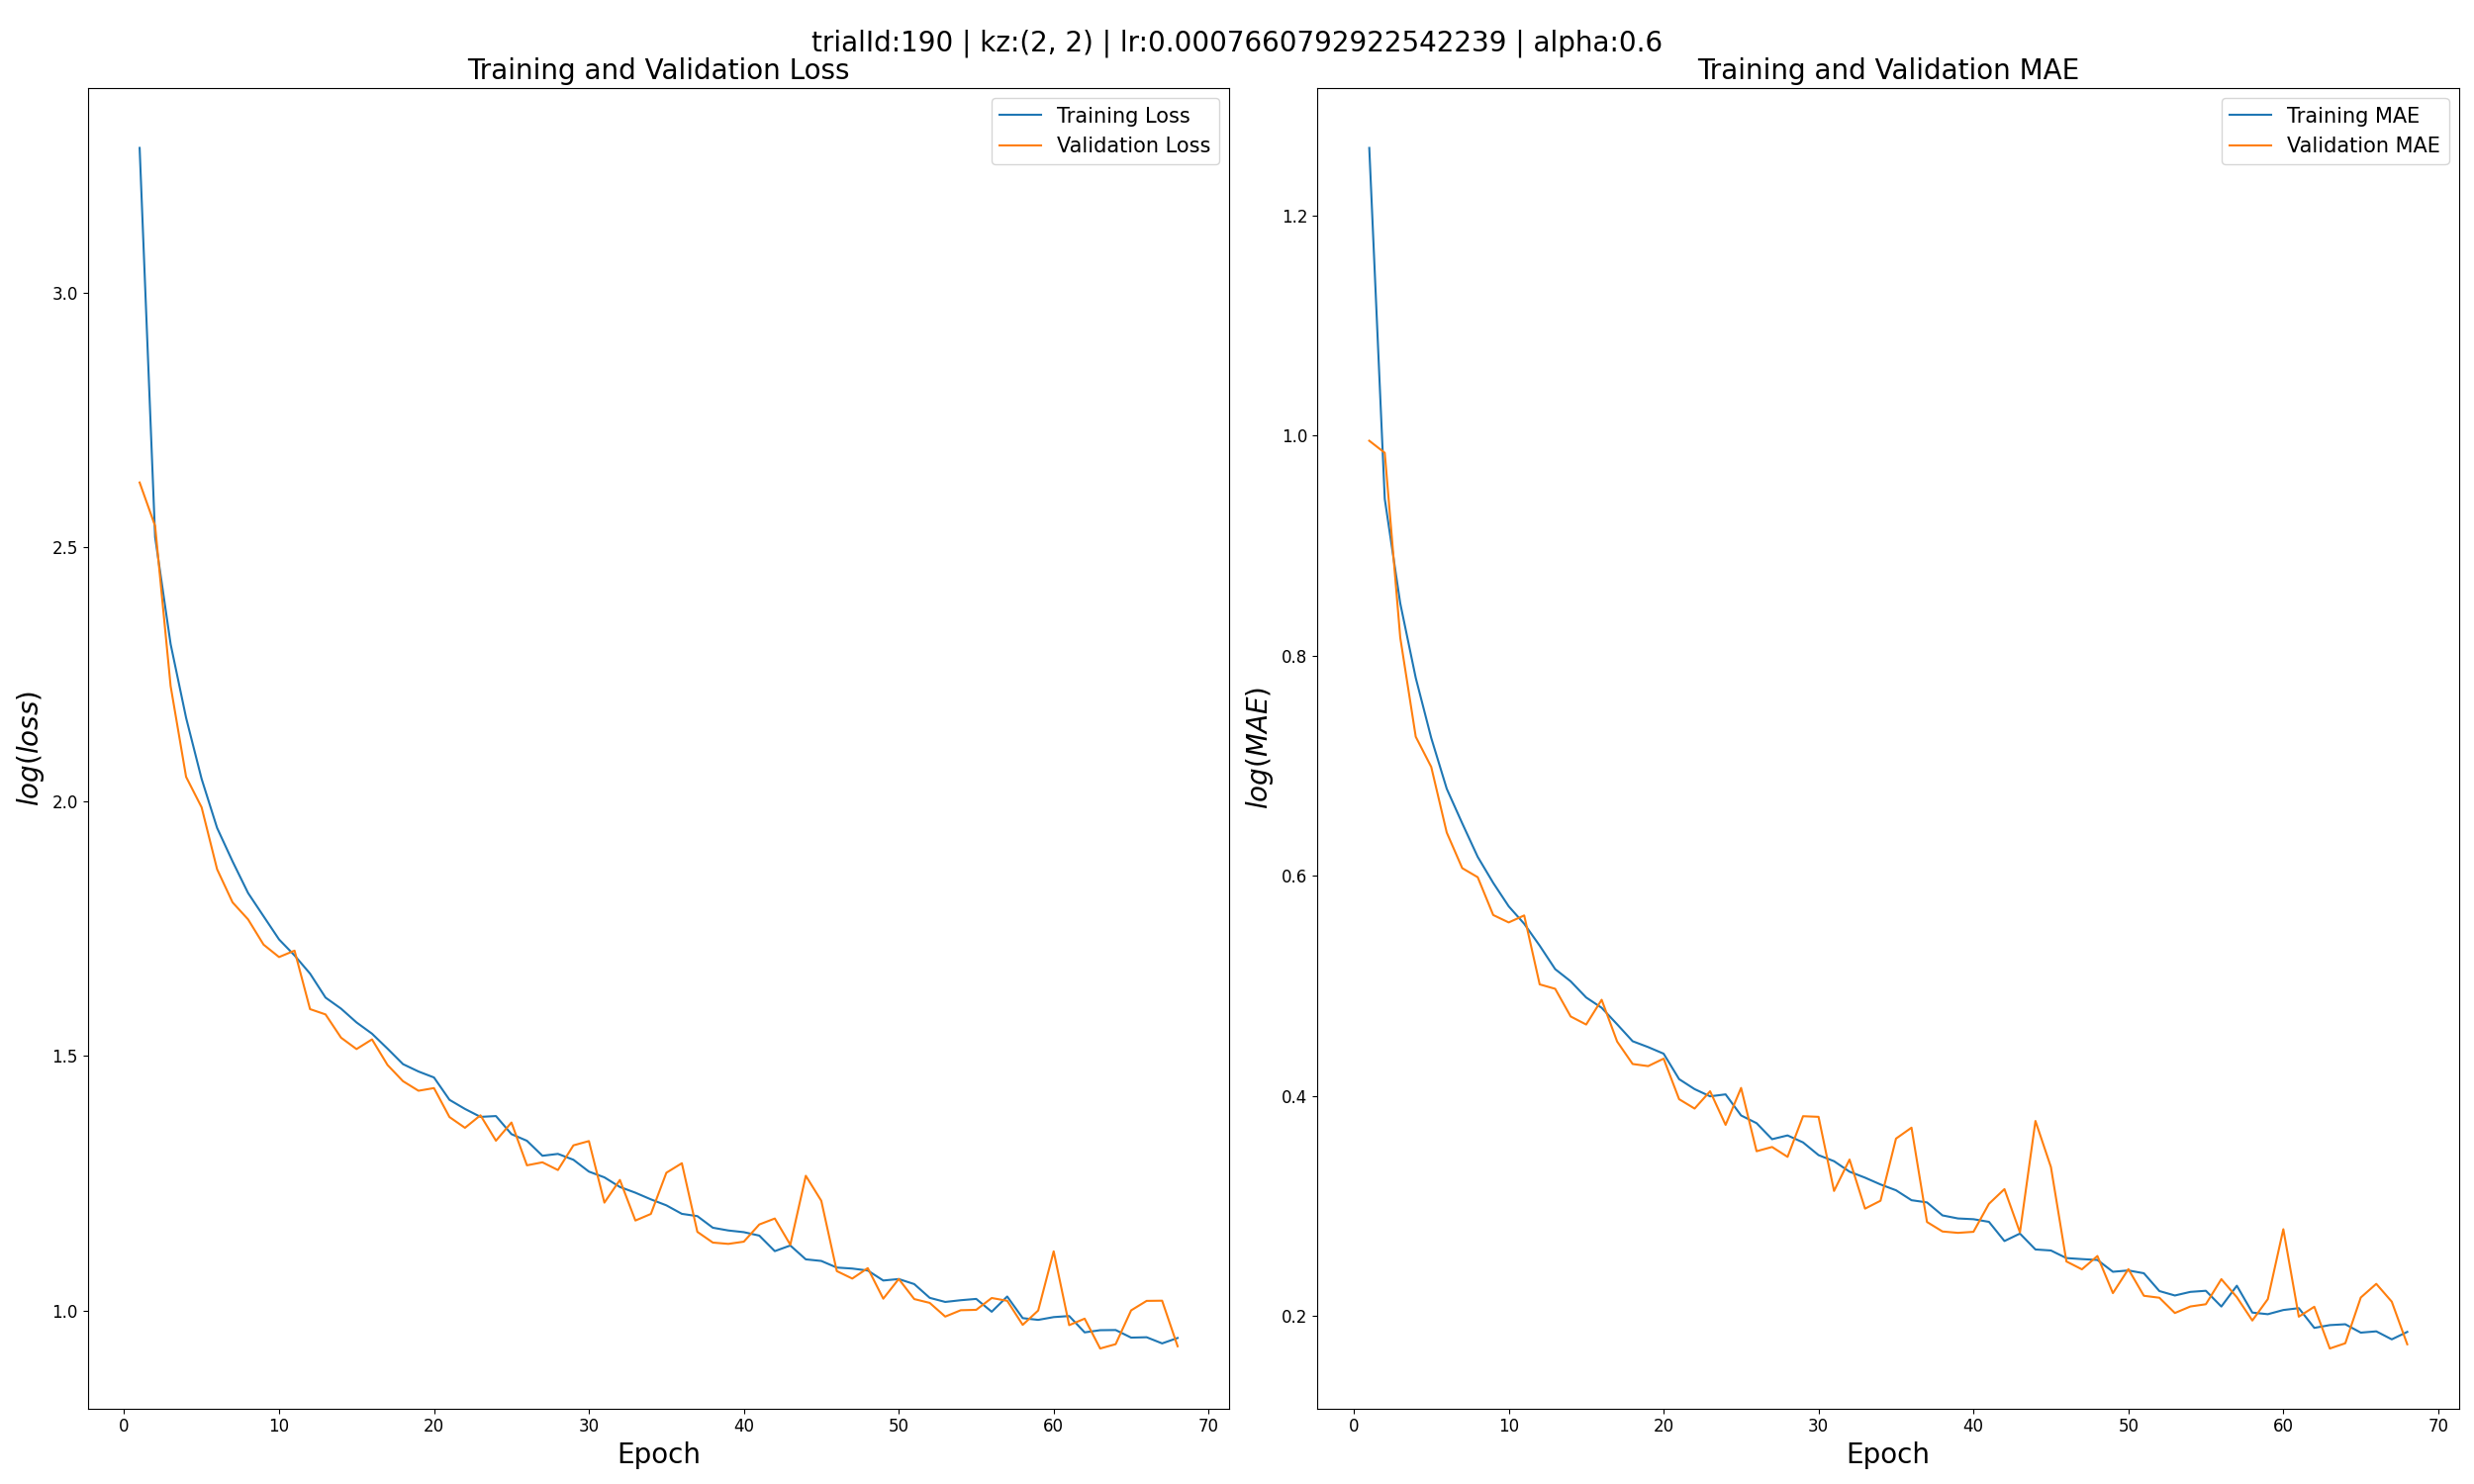 trialId:190 | kz:(2, 2) | lr:0.0007660792922542239 | alpha:0.6
Training and Validation Loss
Training Loss
Validation Loss
log(loss)
3.0
2.5
2.0
1.5
1.0
0 10 20 30 40 50 60 70
Epoch
Training and Validation MAE
Training MAE
Validation MAE
log(MAE)
1.2
1.0
0.8
0.6
0.4
0.2
0 10 20 30 40 50 60 70
Epoch